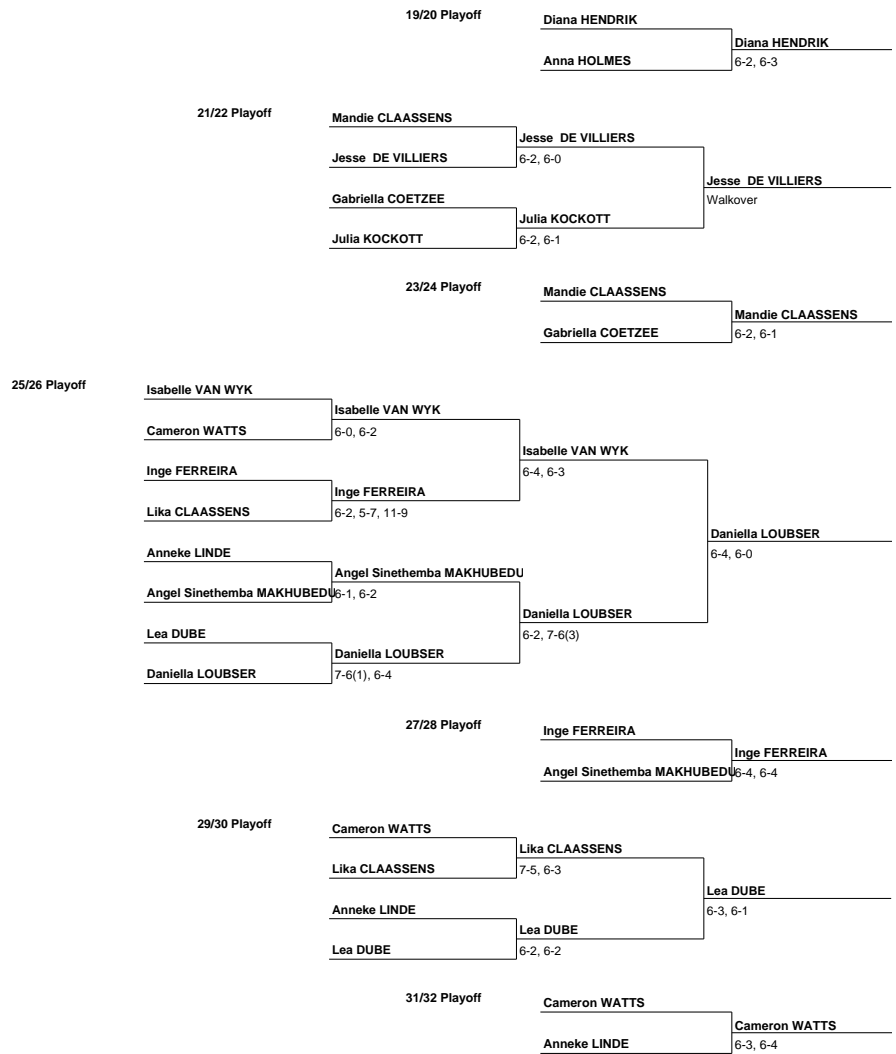 19/20 Playoff
Diana HENDRIK
Diana HENDRIK
Anna HOLMES
6-2, 6-3
21/22 Playoff
Mandie CLAASSENS
Jesse DE VILLIERS
Jesse DE VILLIERS
6-2, 6-0
Jesse DE VILLIERS
Gabriella COETZEE
Walkover
Julia KOCKOTT
Julia KOCKOTT
6-2, 6-1
23/24 Playoff
Mandie CLAASSENS
Mandie CLAASSENS
Gabriella COETZEE
6-2, 6-1
25/26 Playoff
Isabelle VAN WYK
Isabelle VAN WYK
Cameron WATTS
6-0, 6-2
Isabelle VAN WYK
Inge FERREIRA
6-4, 6-3
Inge FERREIRA
Lika CLAASSENS
6-2, 5-7, 11-9
Daniella LOUBSER
Anneke LINDE
6-4, 6-0
Angel Sinethemba MAKHUBEDU
Angel Sinethemba MAKHUBEDU
6-1, 6-2
Daniella LOUBSER
Lea DUBE
6-2, 7-6(3)
Daniella LOUBSER
Daniella LOUBSER
7-6(1), 6-4
27/28 Playoff
Inge FERREIRA
Inge FERREIRA
Angel Sinethemba MAKHUBEDU
6-4, 6-4
29/30 Playoff
Cameron WATTS
Lika CLAASSENS
Lika CLAASSENS
7-5, 6-3
Lea DUBE
Anneke LINDE
6-3, 6-1
Lea DUBE
Lea DUBE
6-2, 6-2
31/32 Playoff
Cameron WATTS
Cameron WATTS
Anneke LINDE
6-3, 6-4